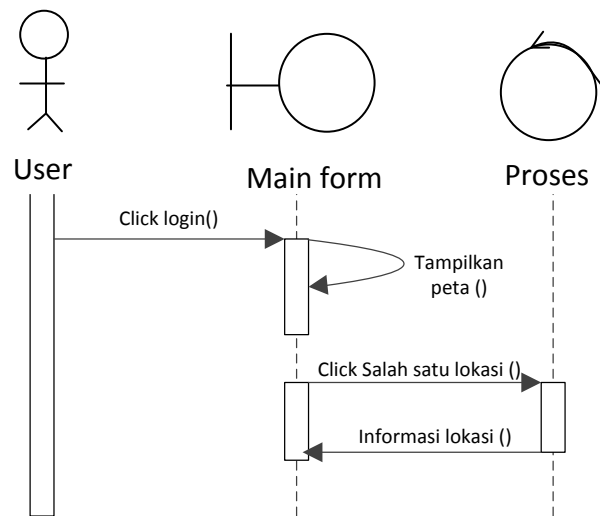 User
Main form
Proses
Click login()
Tampilkan
peta ()
Click Salah satu lokasi ()
Informasi lokasi ()